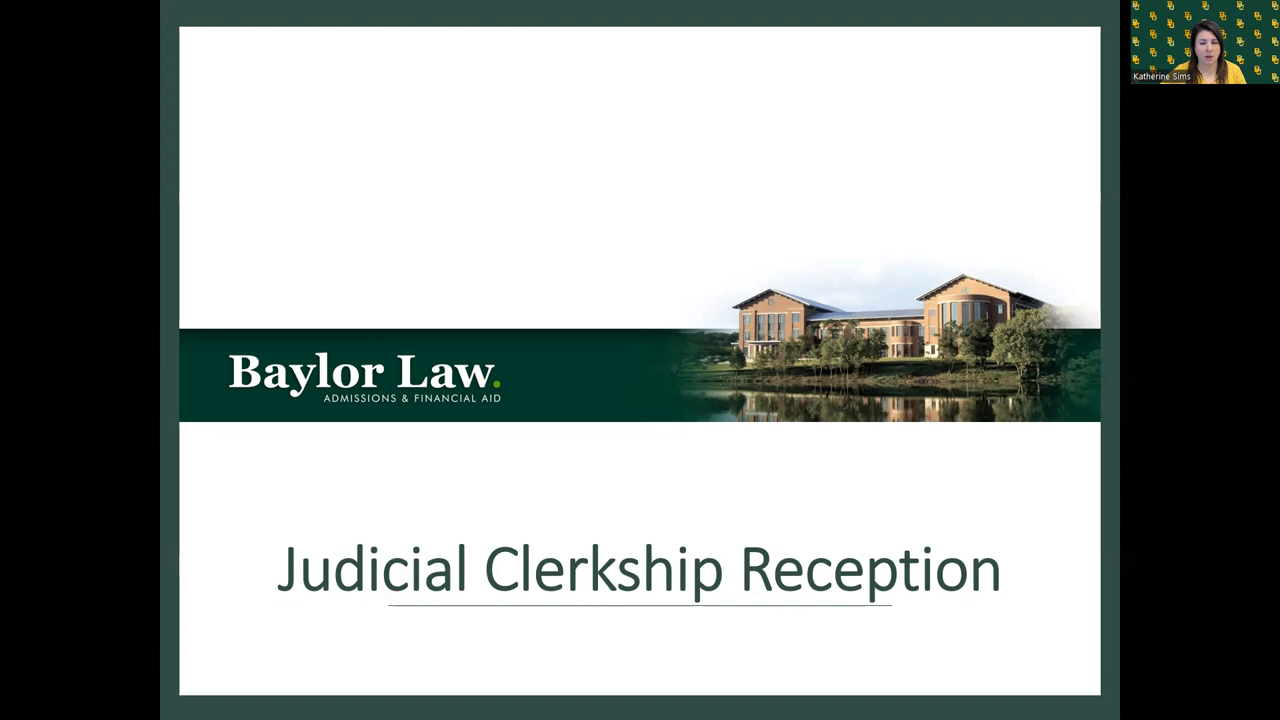 Katherine Sims
Baylor Law.
ADMISSIONS & FINANCIAL AID
Judicial Clerkship Reception